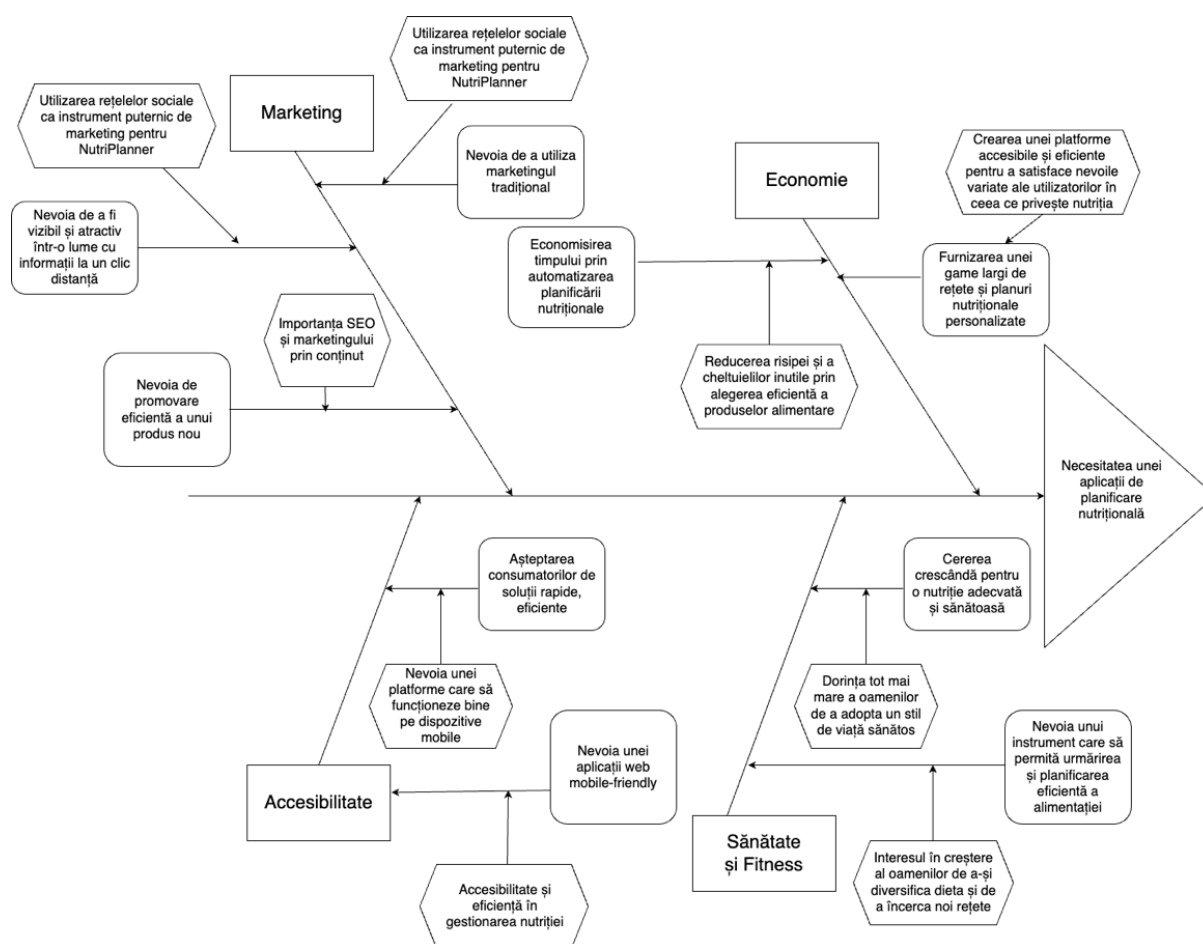 Utilizarea rețelelor sociale
ca instrument puternic de
marketing pentru
NutriPlanner
Marketing
Utilizarea rețelelor sociale
ca instrument puternic de
marketing pentru
NutriPlanner
Nevoia de a utiliza
marketingul
tradițional
Nevoia de a fi
vizibil și atractiv
într-o lume cu
informații la un clic
distanță
Importanța SEO
și marketingului
prin conținut
Nevoia de
promovare
eficientă a unui
produs nou
Economie
Crearea unei platforme
accesibile și eficiente
pentru a satisface nevoile
variate ale utilizatorilor în
ceea ce privește nutriția
Economisirea
timpului prin
automatizarea
planificării
nutriționale
Furnizarea unei
game largi de
rețete și planuri
nutriționale
personalizate
Reducerea risipei și a
cheltuielilor inutile prin
alegerea eficientă a
produselor alimentare
Necesitatea unei
aplicații de
planificare
nutrițională
Așteptarea
consumatorilor de
soluții rapide,
eficiente
Nevoia unei
platforme care să
funcționeze bine
pe dispozitive
mobile
Accesibilitate
Nevoia unei
aplicații web
mobile-friendly
Accesibilitate și
eficiență în
gestionarea nutriției
Cererea
crescândă pentru
o nutriție adecvată
și sănătoasă
Dorința tot mai
mare a oamenilor
de a adopta un stil
de viață sănătos
Nevoia unui
instrument care să
permită urmărirea
și planificarea
eficientă a
alimentației
Sănătate
și Fitness
Interesul în creștere
al oamenilor de a-și
diversifica dieta și de
a încerca noi rețete